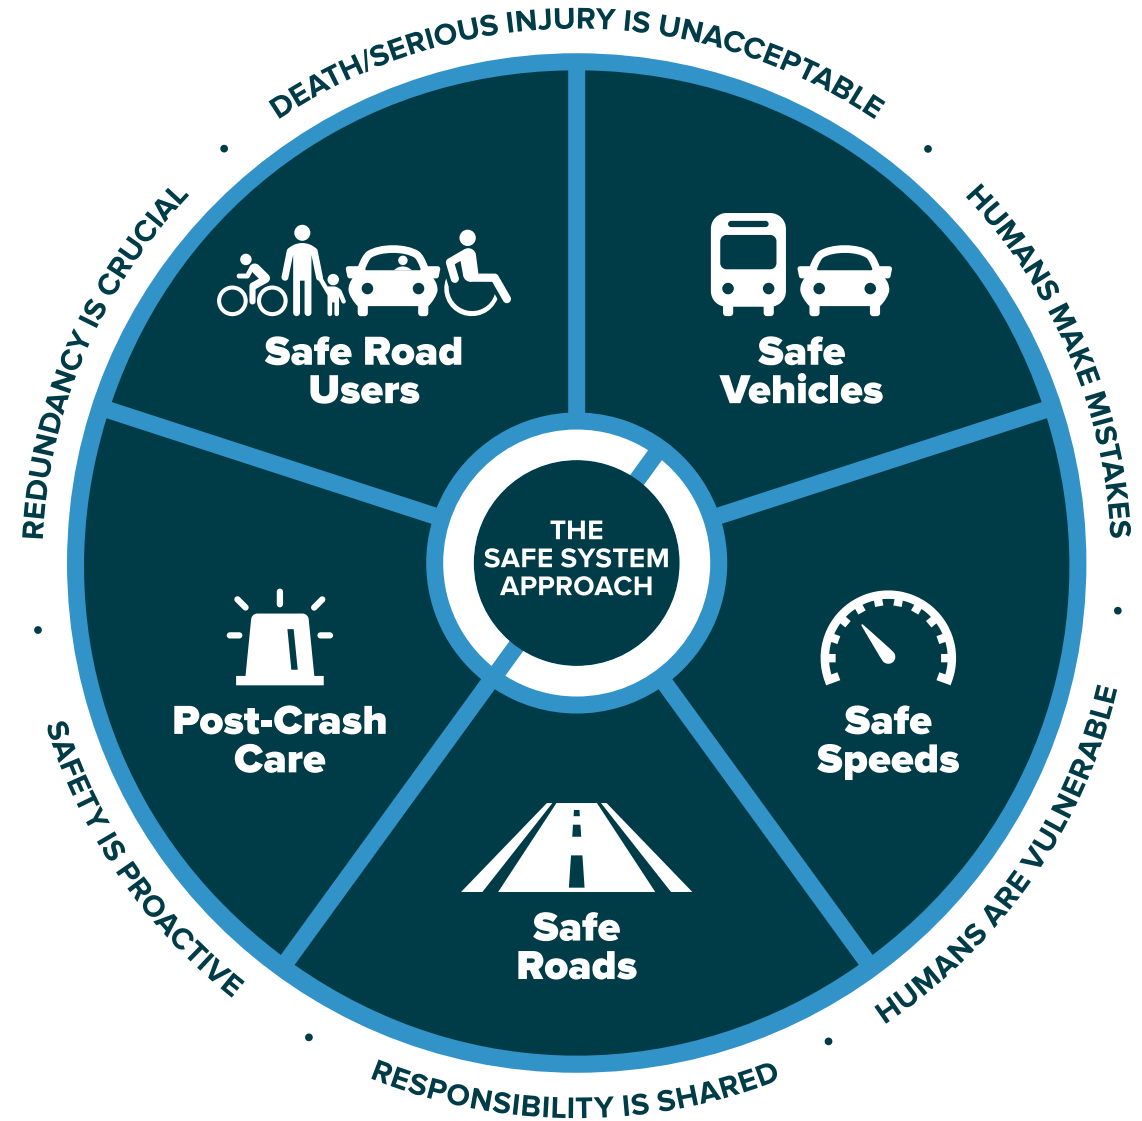 DEATH/SERIOUS INJURY IS UNACCEPTABLE
HUMANS MAKE MISTAKES
HUMANS ARE VULNERABLE
RESPONSIBILITY IS SHARED
SAFETY IS PROACTIVE
REDUNDANCY IS CRUCIAL
Safe Road
Users
Safe
Vehicles
THE
SAFE SYSTEM
APPROACH
Post-Crash
Care
Safe
Speeds
Safe
Roads